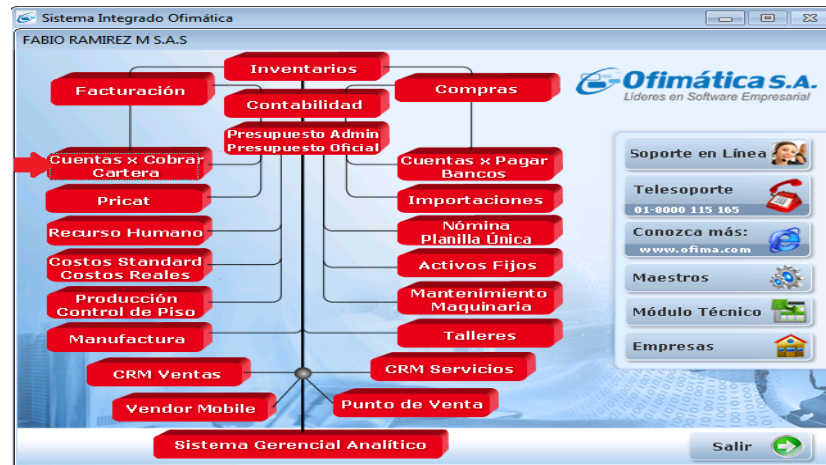 Sistema Integrado Ofimática
FABIO RAMIREZ M S.A.S
Inventarios
Facturación
Compras
Contabilidad
Presupuesto Admin
Presupuesto Oficial
Cuentas x Cobrar
Cartera
Cuentas x Pagar
Bancos
Pricat
Importaciones
Recurso Humano
Nómina
Planilla Única
Costos Standard
Costos Reales
Activos Fijos
Producción
Control de Piso
Mantenimiento
Maquinaria
Manufactura
Talleres
CRM Ventas
CRM Servicios
Vendor Mobile
Punto de Venta
Sistema Gerencial Analítico
Ofimática S.A.
Lideres en Software Empresarial
Soporte en Línea
Telesoporte
01-8000 115 165
Conozca más:
www.ofima.com
Maestros
Módulo Técnico
Empresas
Salir